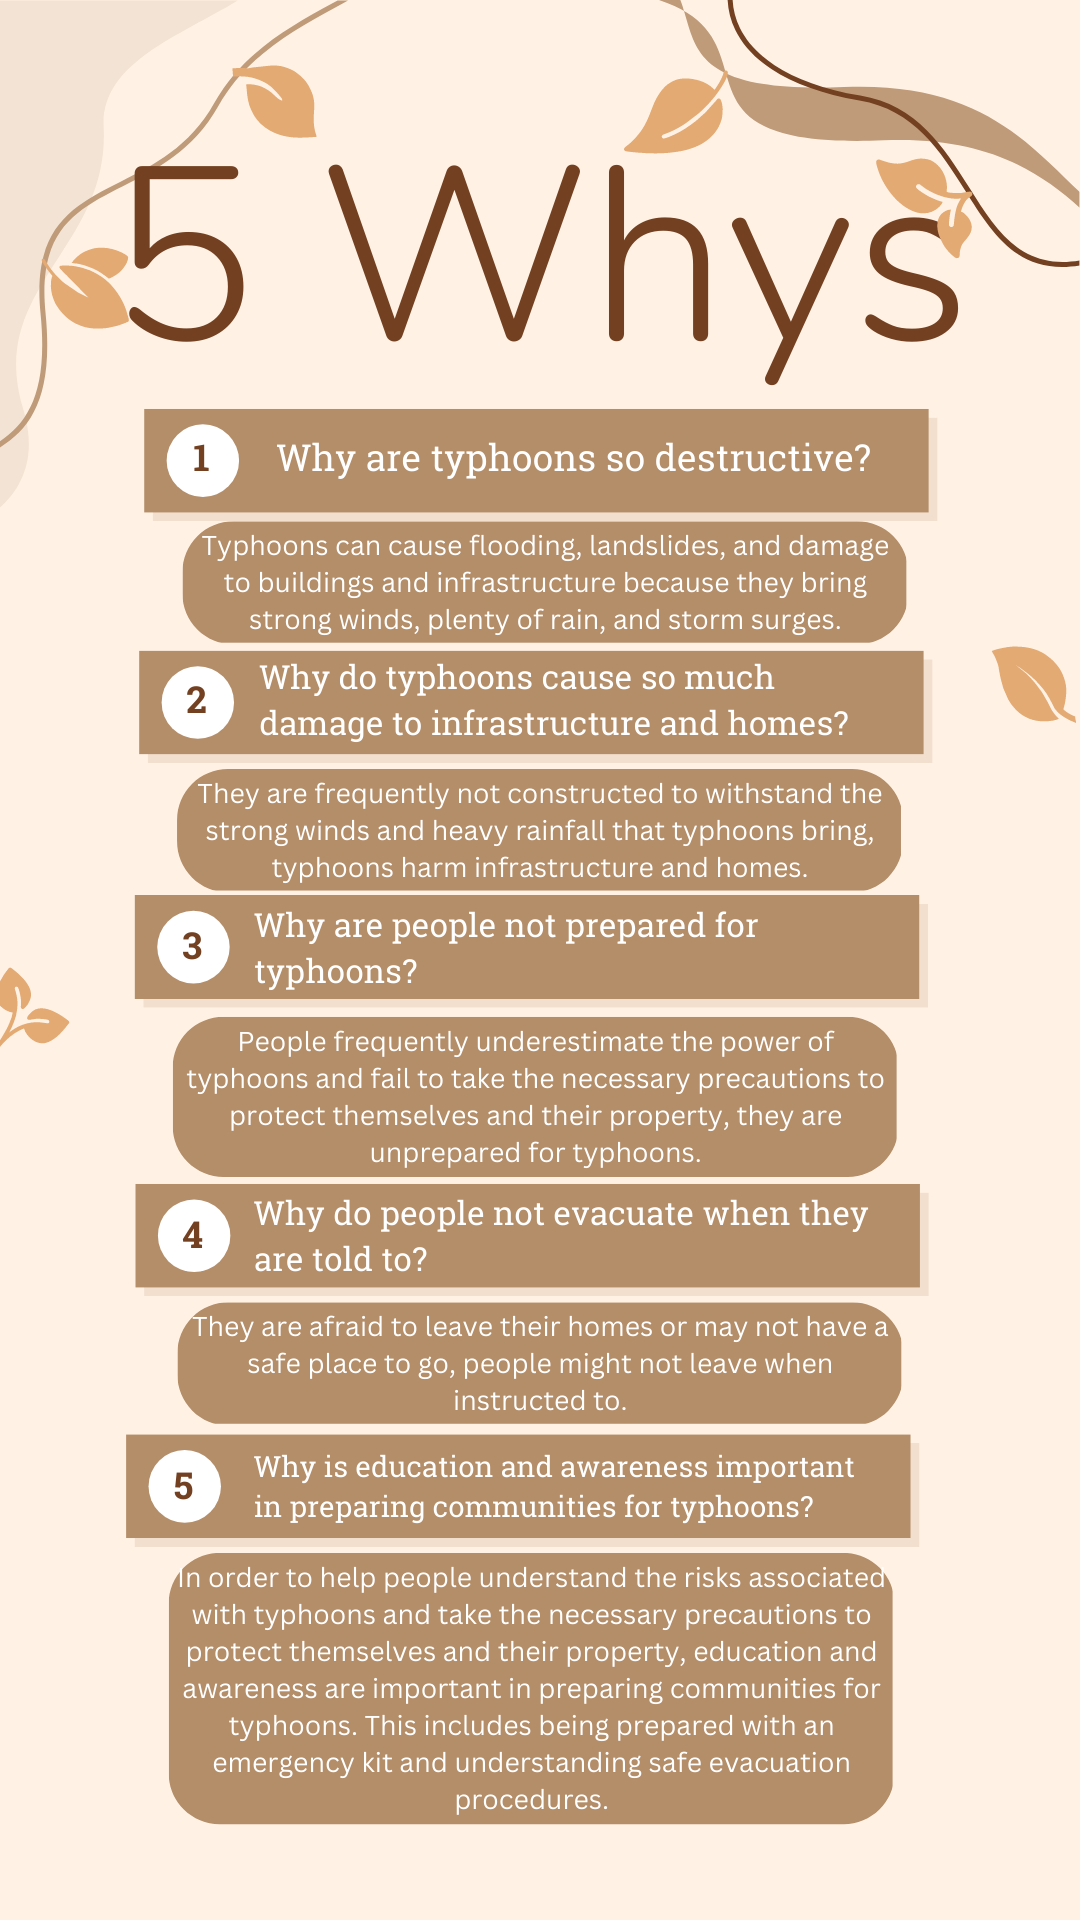 5 Whys
1
Why are typhoons so destructive?
Typhoons can cause flooding, landslides, and damage
to buildings and infrastructure because they bring
strong winds, plenty of rain, and storm surges.
2
Why do typhoons cause so much
damage to infrastructure and homes?
They are frequently not constructed to withstand the
strong winds and heavy rainfall that typhoons bring,
typhoons harm infrastructure and homes.
3
Why are people not prepared for
typhoons?
People frequently underestimate the power of
typhoons and fail to take the necessary precautions to
protect themselves and their property, they are
unprepared for typhoons.
4
Why do people not evacuate when they
are told to?
They are afraid to leave their homes or may not have a
safe place to go, people might not leave when
instructed to.
5
Why is education and awareness important
in preparing communities for typhoons?
In order to help people understand the risks associated
with typhoons and take the necessary precautions to
protect themselves and their property, education and
awareness are important in preparing communities for
typhoons. This includes being prepared with an
emergency kit and understanding safe evacuation
procedures.